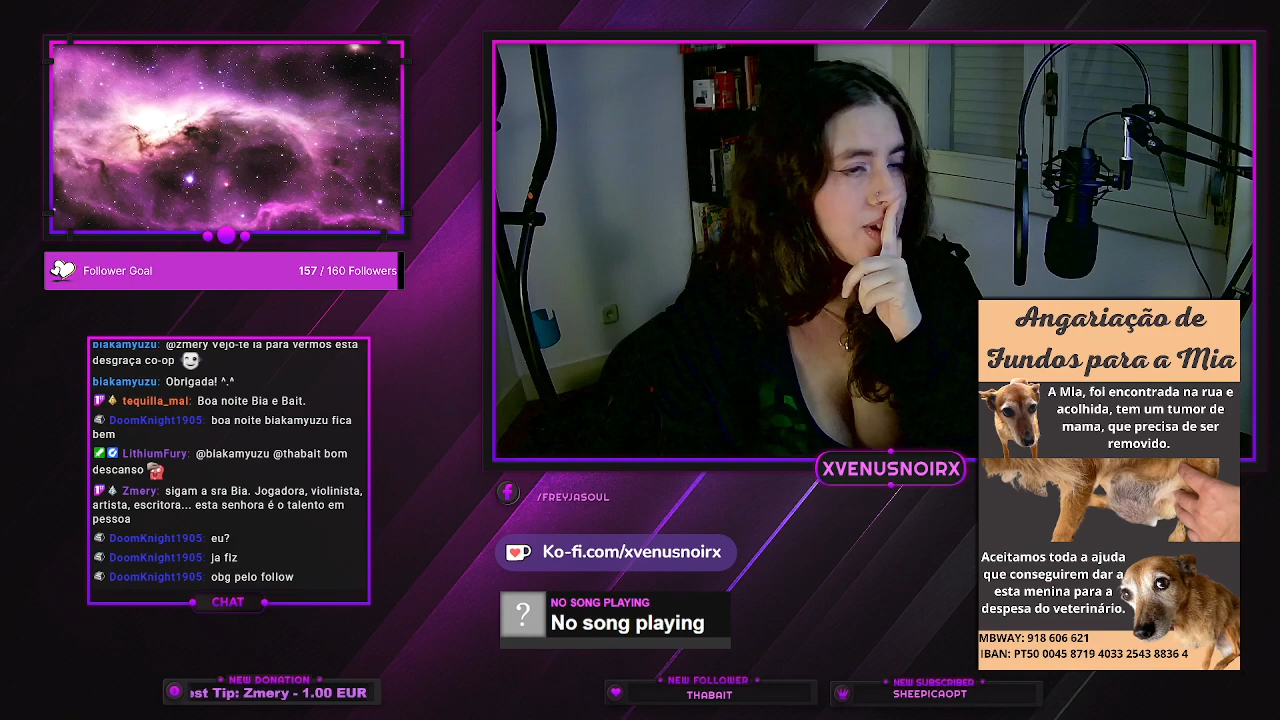 Follower Goal 157 / 160 Followers
biakamyuzu: @zmery Vejo-te lá para vermos esta
desgraça co-op
biakamyuzu: Obrigada! ^.^
tequilla_mal: Boa noite Bia e Bait.
DoomKnight1905: boa noite biakamyuzu fica
bem
LithiumFury: @biakamyuzu @thabait bom
descanso
Zmery: sigam a sra Bia. Jogadora, violinista,
artista, escritora... esta senhora é o talento em
pessoa
DoomKnight1905: eu?
DoomKnight1905: ja fiz
DoomKnight1905: obg pelo follow
CHAT
XVENUSNOIRX
/FREYJASOUL
Ko-fi.com/xvenusnoirx
?
NO SONG PLAYING
No song playing
Angariação de
Fundos para a Mia
A Mia, foi encontrada na rua e
acolhida, tem um tumor de
mama, que precisa de ser
removido.
Aceitamos toda a ajuda
que conseguirem dar a
esta menina para a
despesa do veterinário.
MBWAY: 918 606 621
IBAN: PT50 0045 8719 4033 2543 8836 4
NEW DONATION
st Tip: Zmery - 1.00 EUR
NEW FOLLOWER
THABAIT
NEW SUBSCRIBER
SHEEPICAOPT